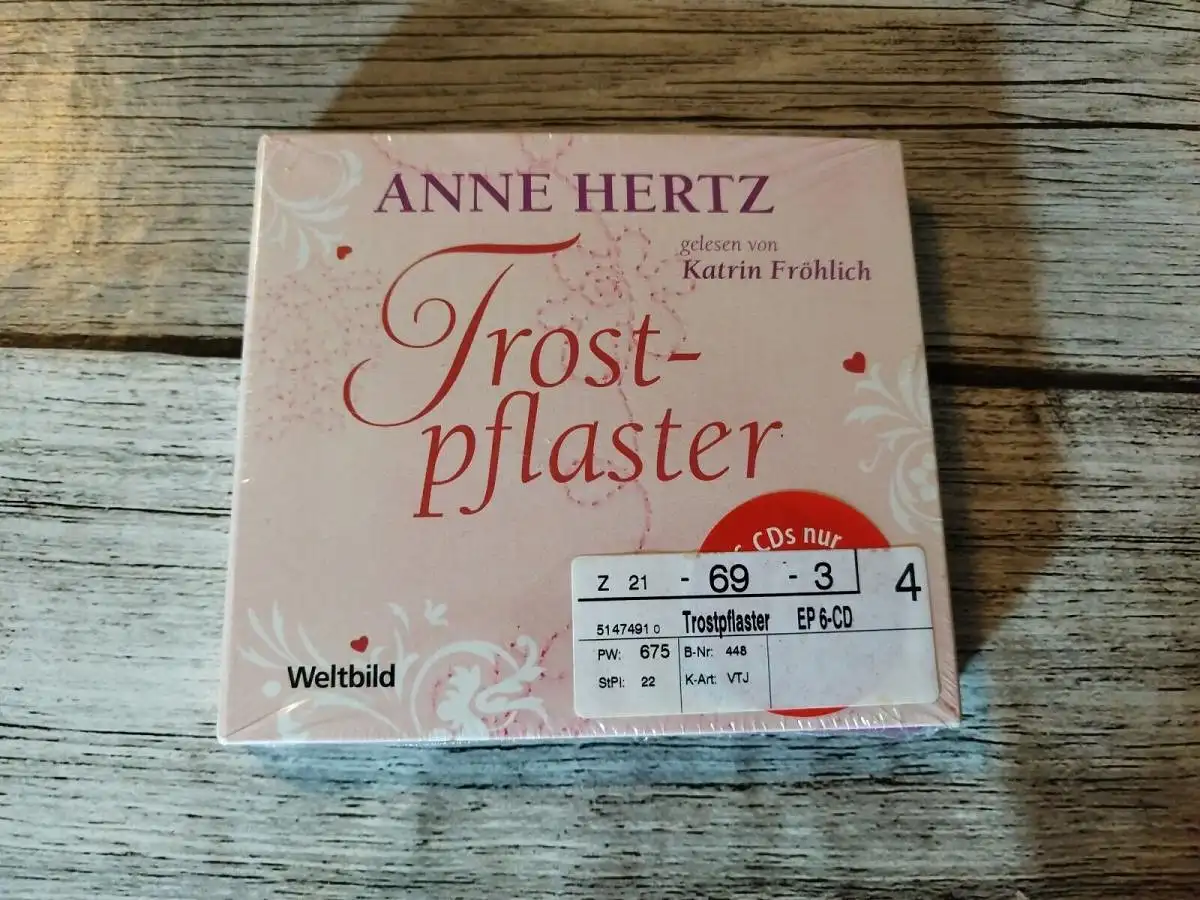 ANNE HERTZ
gelesen von
Katrin Fröhlich
Trost-
pflaster
CDs nur
Z 21 - 69 - 3 4
5147491 0 Trostpflaster EP 6-CD
PW: 675 B-Nr: 448
StPl: 22 K-Art: VTJ
Weltbild